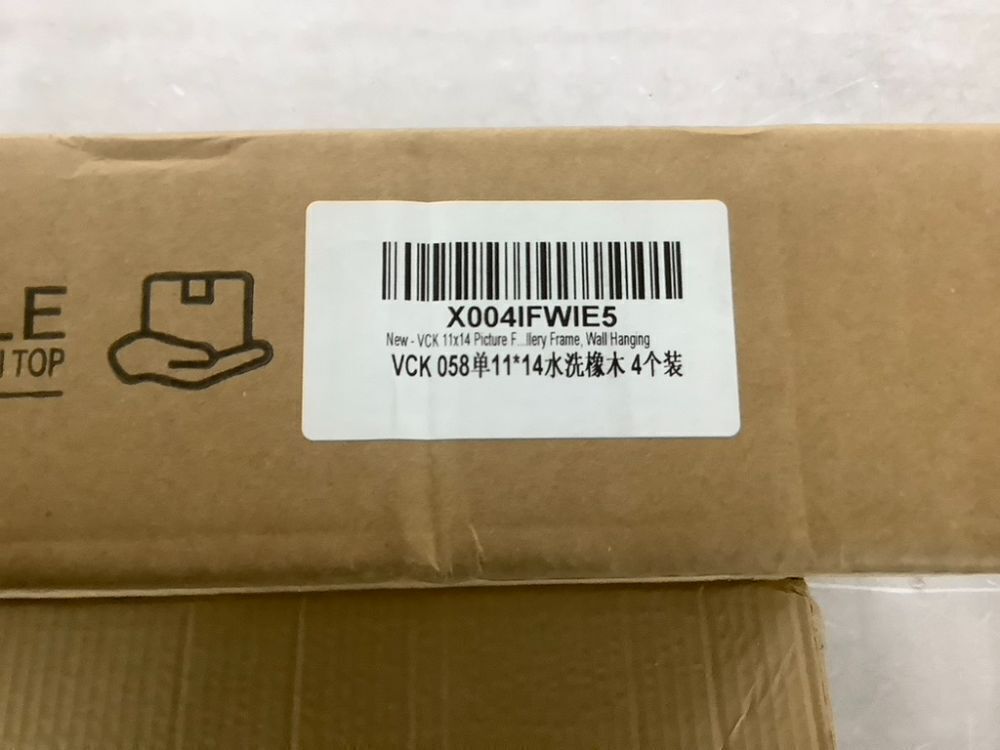 LE
N TOP
X004IFWIE5
New - VCK 11x14 Picture F...llery Frame, Wall Hanging
VCK 058单11*14水洗橡木 4个装